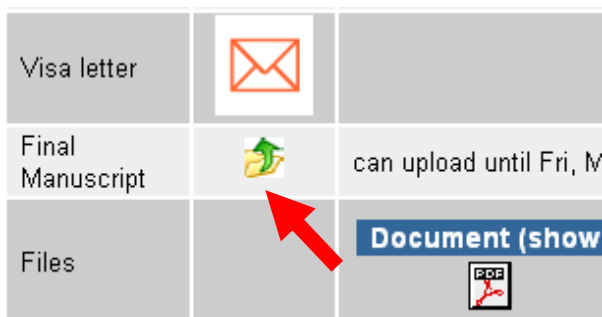 Visa letter
Final
Manuscript
can upload until Fri, M
Files
Document (show
PDF